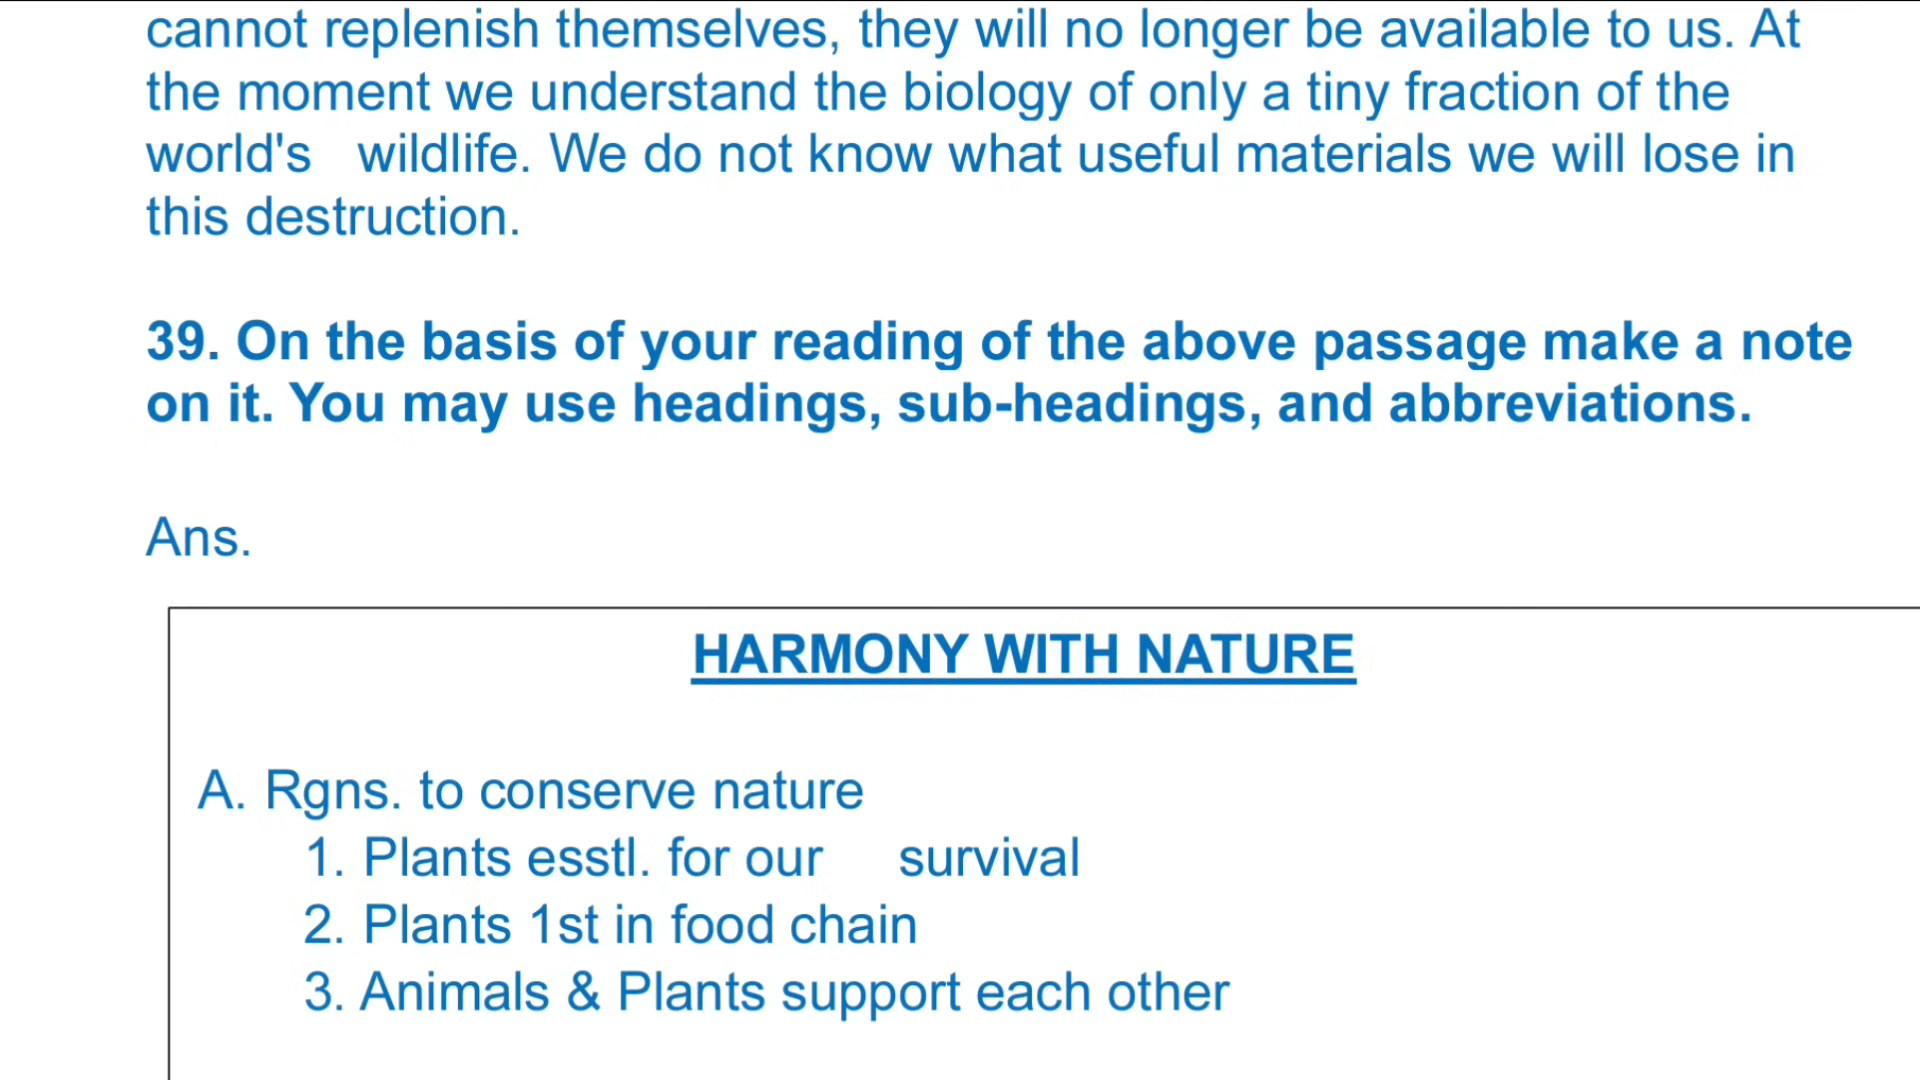 cannot replenish themselves, they will no longer be available to us. At
the moment we understand the biology of only a tiny fraction of the
world's wildlife. We do not know what useful materials we will lose in
this destruction.
39. On the basis of your reading of the above passage make a note
on it. You may use headings, sub-headings, and abbreviations.
Ans.
HARMONY WITH NATURE
A. Rgns. to conserve nature
1. Plants esstl. for our survival
2. Plants 1st in food chain
3. Animals & Plants support each other